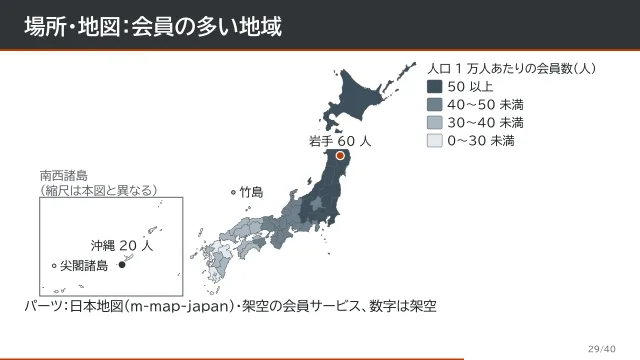 場所・地図：会員の多い地域
人口 1 万人あたりの会員数（人）
50 以上
40～50 未満
30～40 未満
0～30 未満
岩手 60 人
竹島
南西諸島
（縮尺は本図と異なる）
沖縄 20 人
尖閣諸島
パーツ：日本地図（m-map-japan）・架空の会員サービス、数字は架空
29/40